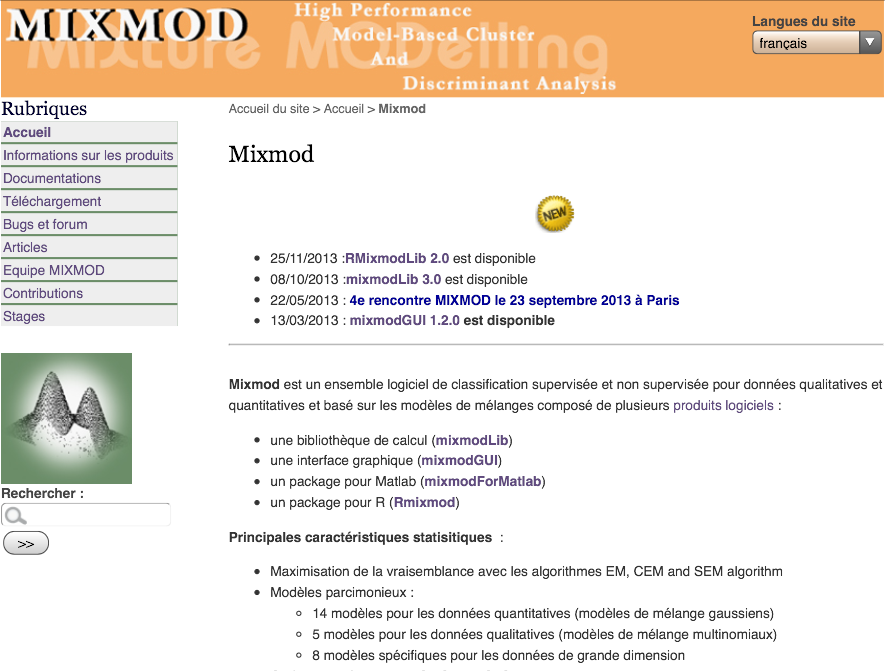 MIXMOD
High Performance
Model-Based Cluster
And
Discriminant Analysis
Mixture MODelling
Langues du site
français
Rubriques
Accueil
Informations sur les produits
Documentations
Téléchargement
Bugs et forum
Articles
Equipe MIXMOD
Contributions
Stages
Rechercher :
>>
Accueil du site > Accueil > Mixmod
Mixmod
NEW
25/11/2013 :RMixmodLib 2.0 est disponible
08/10/2013 :mixmodLib 3.0 est disponible
22/05/2013 : 4e rencontre MIXMOD le 23 septembre 2013 à Paris
13/03/2013 : mixmodGUI 1.2.0 est disponible
Mixmod est un ensemble logiciel de classification supervisée et non supervisée pour données qualitatives et
quantitatives et basé sur les modèles de mélanges composé de plusieurs produits logiciels :
une bibliothèque de calcul (mixmodLib)
une interface graphique (mixmodGUI)
un package pour Matlab (mixmodForMatlab)
un package pour R (Rmixmod)
Principales caractéristiques statisitiques :
Maximisation de la vraisemblance avec les algorithmes EM, CEM and SEM algorithm
Modèles parcimonieux :
14 modèles pour les données quantitatives (modèles de mélange gaussiens)
5 modèles pour les données qualitatives (modèles de mélange multinomiaux)
8 modèles spécifiques pour les données de grande dimension